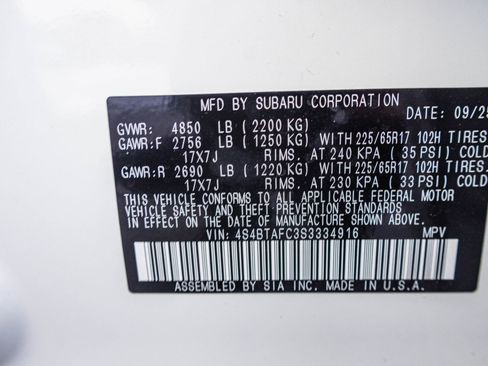 MFD BY SUBARU CORPORATION
DATE: 09/25
GVWR: 4850 LB (2200 KG)
GAWR:F 2756 LB (1250 KG) WITH 225/65R17 102H TIRES
17X7J RIMS. AT 240 KPA (35 PSI) COLD
GAWR:R 2690 LB (1220 KG) WITH 225/65R17 102H TIRES
17X7J RIMS. AT 230 KPA (33 PSI) COLD
THIS VEHICLE CONFORMS TO ALL APPLICABLE FEDERAL MOTOR
VEHICLE SAFETY AND THEFT PREVENTION STANDARDS
IN EFFECT ON THE DATE OF MANUFACTURE SHOWN ABOVE.
VIN: 4S4BTAFC3S3334916 MPV
ASSEMBLED BY SIA INC. MADE IN U.S.A.